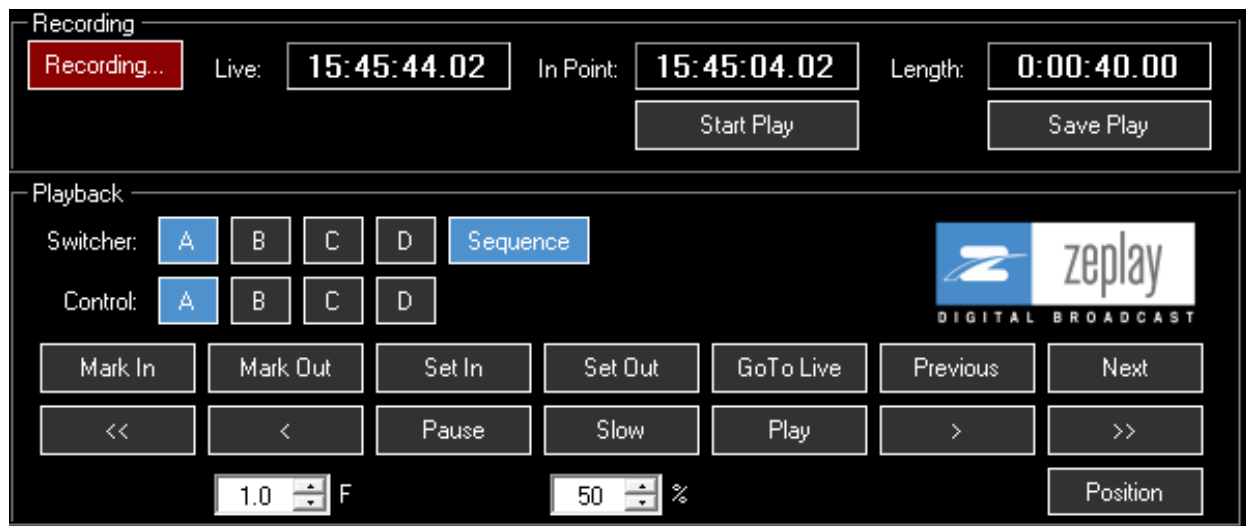 Recording
Recording... Live: 15:45:44.02 In Point: 15:45:04.02 Length: 0:00:40.00
Start Play Save Play
Playback
Switcher: A B C D Sequence
Control: A B C D
zeplay
DIGITAL BROADCAST
Mark In Mark Out Set In Set Out GoTo Live Previous Next
<< < Pause Slow Play > >>
1.0 F 50 % Position